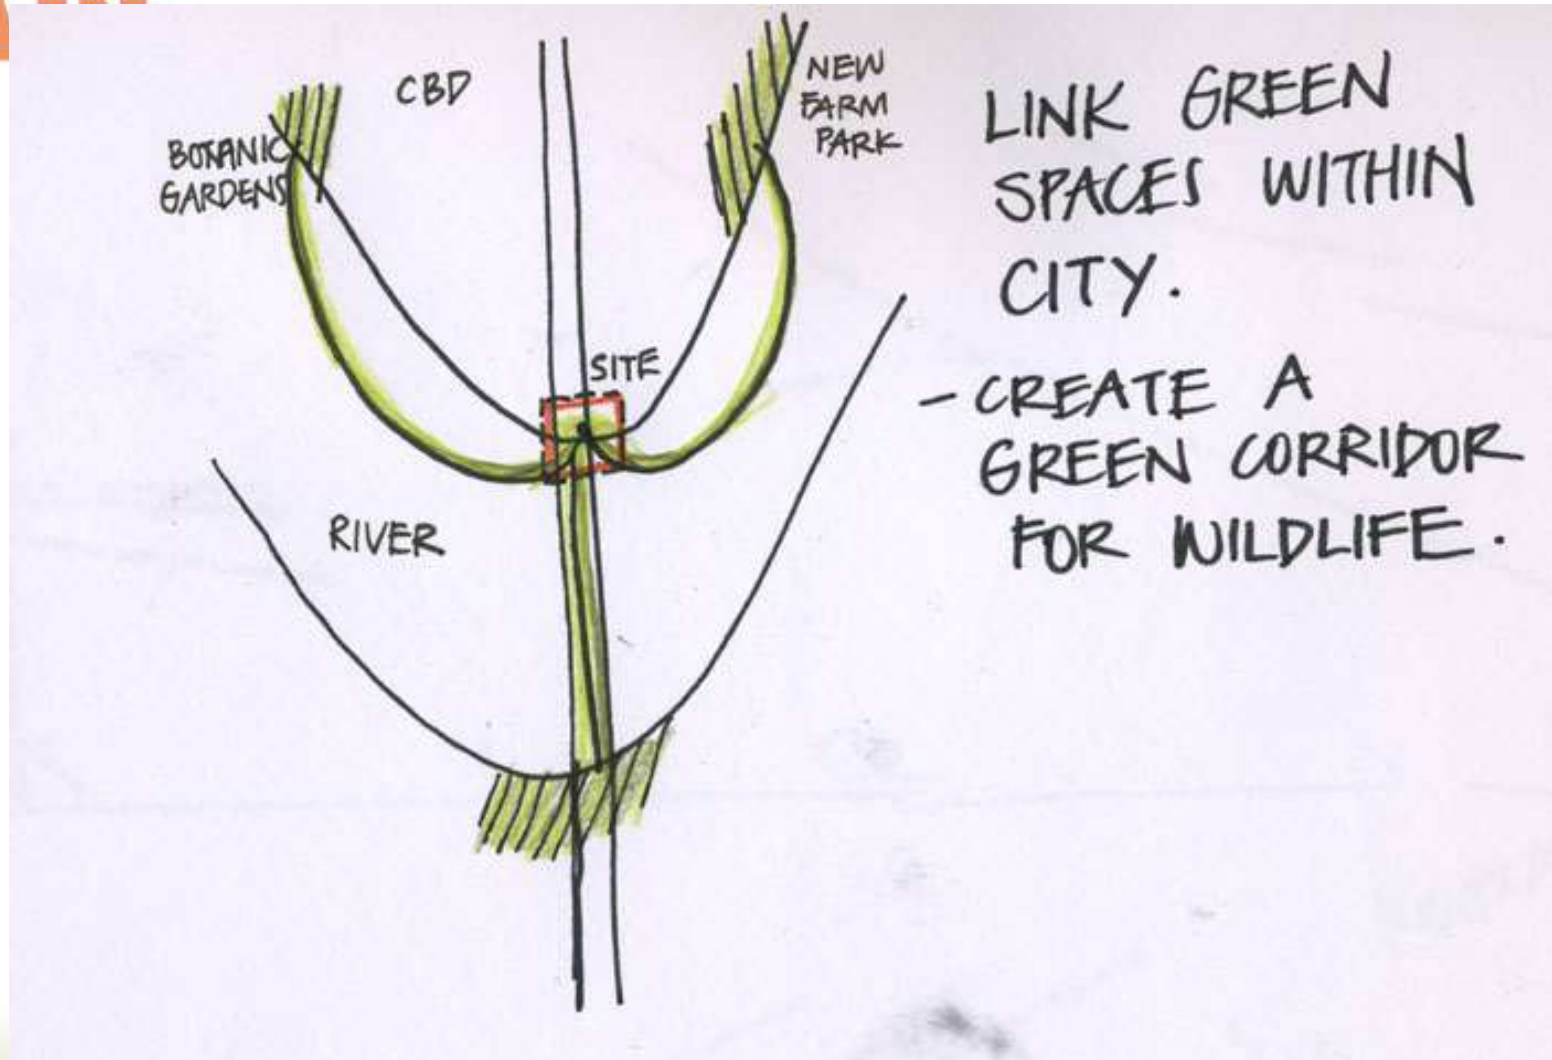 CBD
BOTANIC
GARDENS
NEW
FARM
PARK
SITE
RIVER
LINK GREEN
SPACES WITHIN
CITY.
- CREATE A
GREEN CORRIDOR
FOR WILDLIFE.